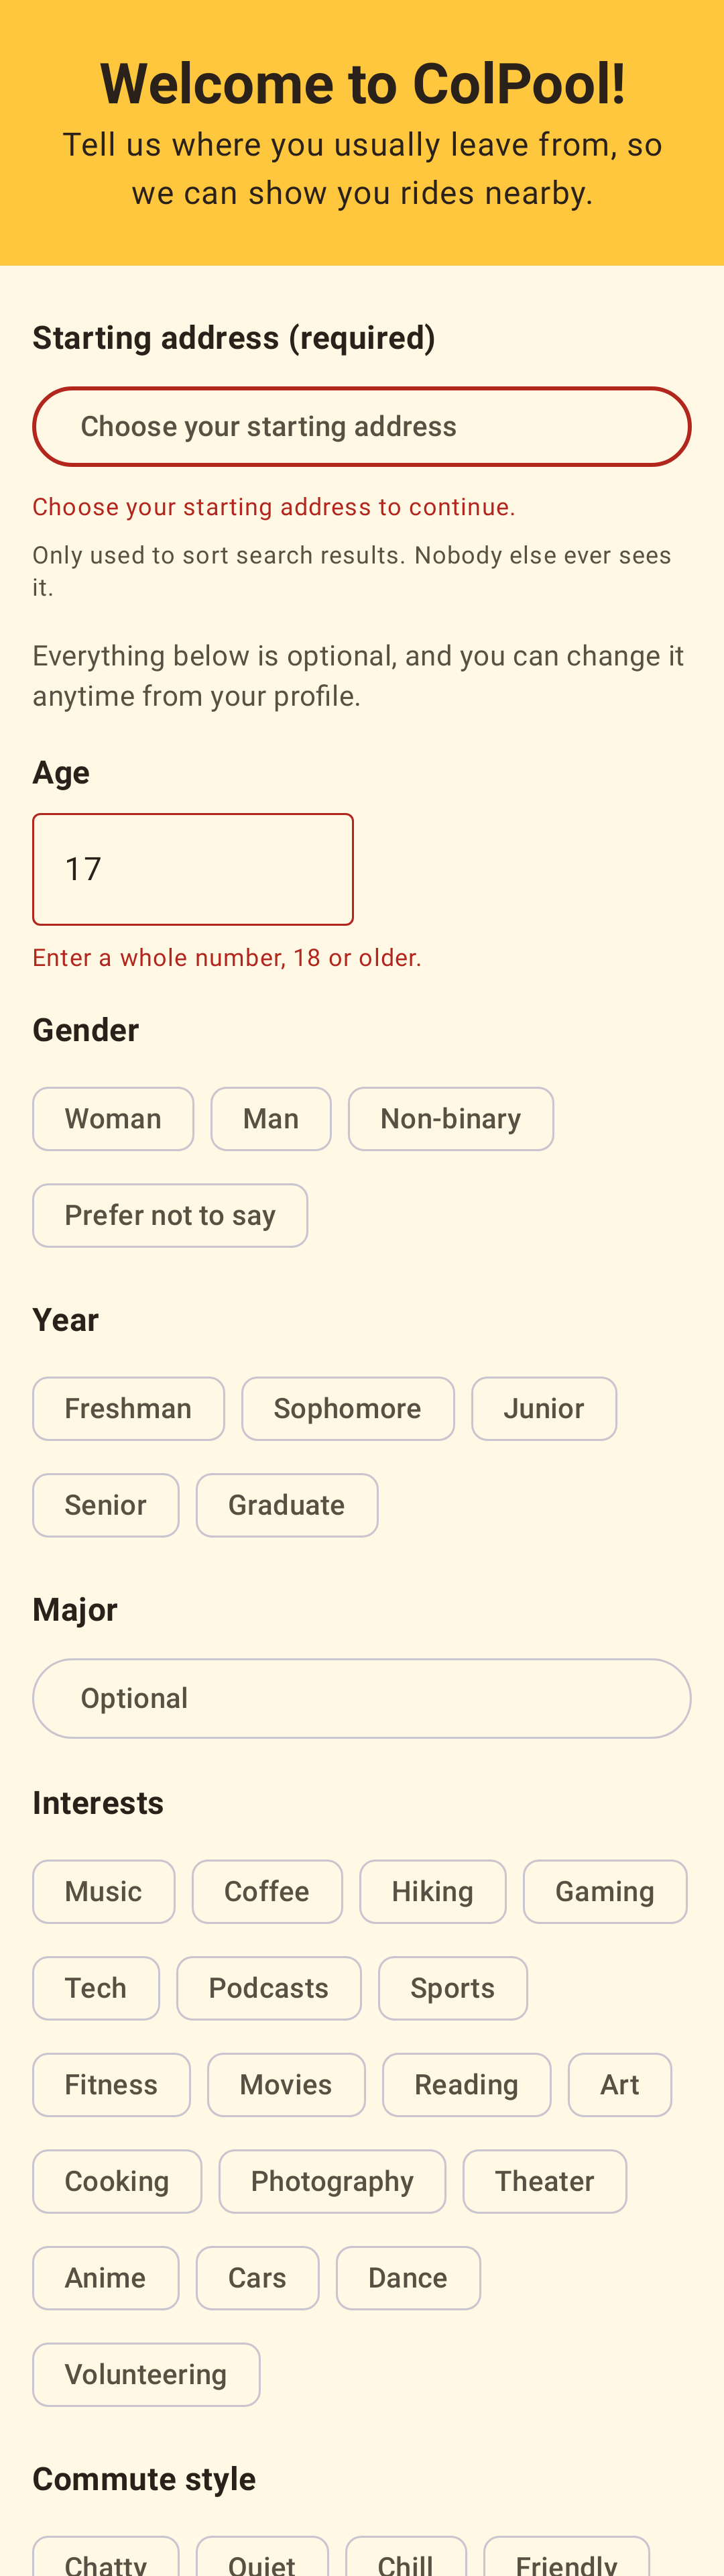 Welcome to ColPool!
Tell us where you usually leave from, so
we can show you rides nearby.
Starting address (required)
Choose your starting address
Choose your starting address to continue.
Only used to sort search results. Nobody else ever sees
it.
Everything below is optional, and you can change it
anytime from your profile.
Age
17
Enter a whole number, 18 or older.
Gender
Woman Man Non-binary
Prefer not to say
Year
Freshman Sophomore Junior
Senior Graduate
Major
Optional
Interests
Music Coffee Hiking Gaming
Tech Podcasts Sports
Fitness Movies Reading Art
Cooking Photography Theater
Anime Cars Dance
Volunteering
Commute style
Chatty Quiet Chill Friendly